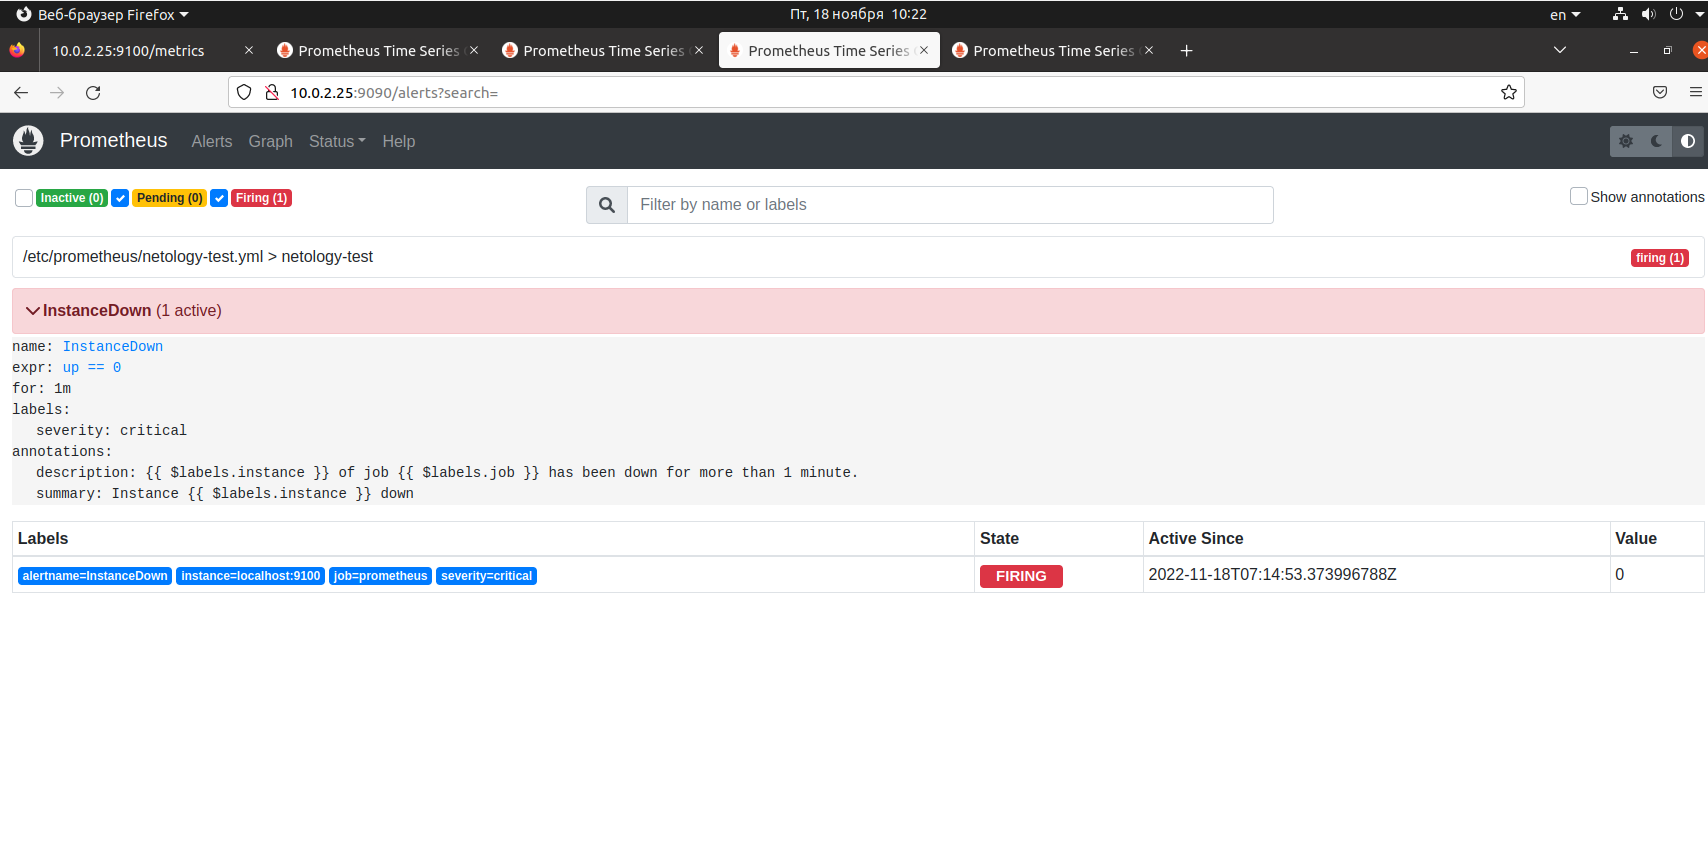 Веб-браузер Firefox Пт, 18 ноября 10:22 en
10.0.2.25:9100/metrics Prometheus Time Series Prometheus Time Series Prometheus Time Series Prometheus Time Series
10.0.2.25:9090/alerts?search=
Prometheus Alerts Graph Status Help
Inactive (0) Pending (0) Firing (1) Filter by name or labels Show annotations
/etc/prometheus/netology-test.yml > netology-test firing (1)
InstanceDown (1 active)
name: InstanceDown
expr: up == 0
for: 1m
labels:
severity: critical
annotations:
description: {{ $labels.instance }} of job {{ $labels.job }} has been down for more than 1 minute.
summary: Instance {{ $labels.instance }} down
Labels State Active Since Value
alertname=InstanceDown instance=localhost:9100 job=prometheus severity=critical FIRING 2022-11-18T07:14:53.373996788Z 0